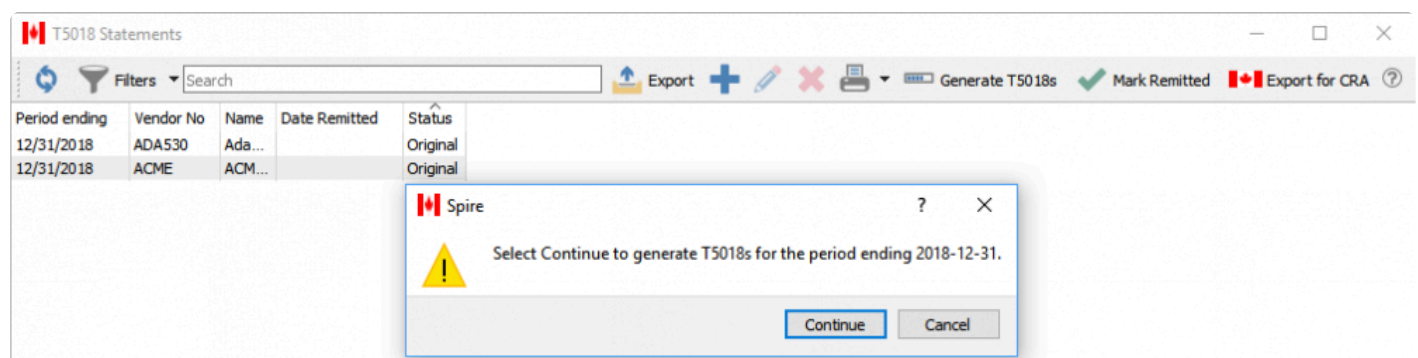 T5018 Statements
Filters Search Export Generate T5018s Mark Remitted Export for CRA ?
Period ending Vendor No Name Date Remitted Status
12/31/2018 ADA530 Ada... Original
12/31/2018 ACME ACM... Original
Spire ?
Select Continue to generate T5018s for the period ending 2018-12-31.
Continue Cancel